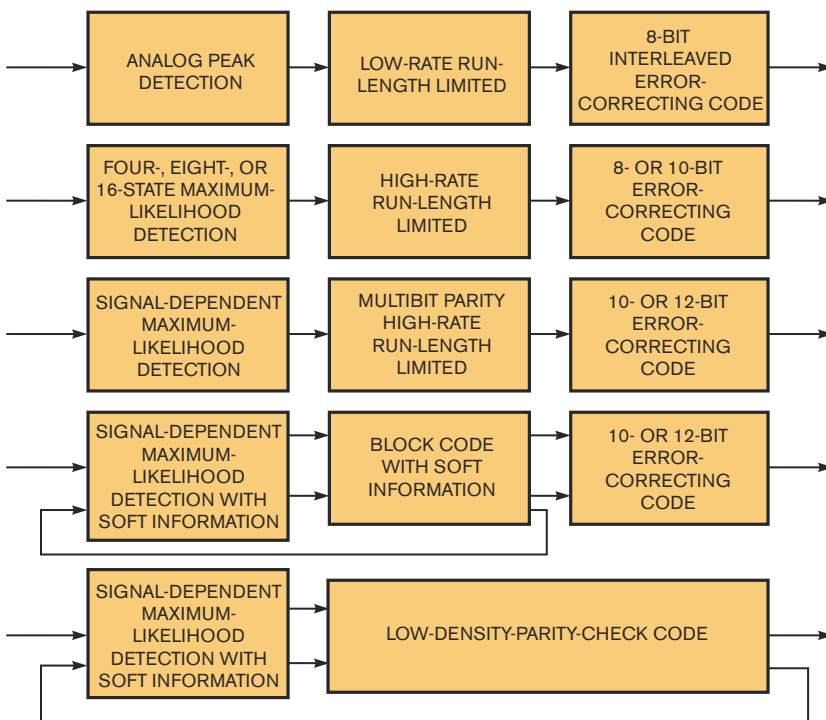 ANALOG PEAK
DETECTION
LOW-RATE RUN-
LENGTH LIMITED
8-BIT
INTERLEAVED
ERROR-
CORRECTING CODE
FOUR-, EIGHT-, OR
16-STATE MAXIMUM-
LIKELIHOOD
DETECTION
HIGH-RATE
RUN-LENGTH
LIMITED
8- OR 10-BIT
ERROR-
CORRECTING
CODE
SIGNAL-DEPENDENT
MAXIMUM-
LIKELIHOOD
DETECTION
MULTIBIT PARITY
HIGH-RATE
RUN-LENGTH
LIMITED
10- OR 12-BIT
ERROR-
CORRECTING
CODE
SIGNAL-DEPENDENT
MAXIMUM-
LIKELIHOOD
DETECTION WITH
SOFT INFORMATION
BLOCK CODE
WITH SOFT
INFORMATION
10- OR 12-BIT
ERROR-
CORRECTING
CODE
SIGNAL-DEPENDENT
MAXIMUM-
LIKELIHOOD
DETECTION WITH
SOFT INFORMATION
LOW-DENSITY-PARITY-CHECK CODE